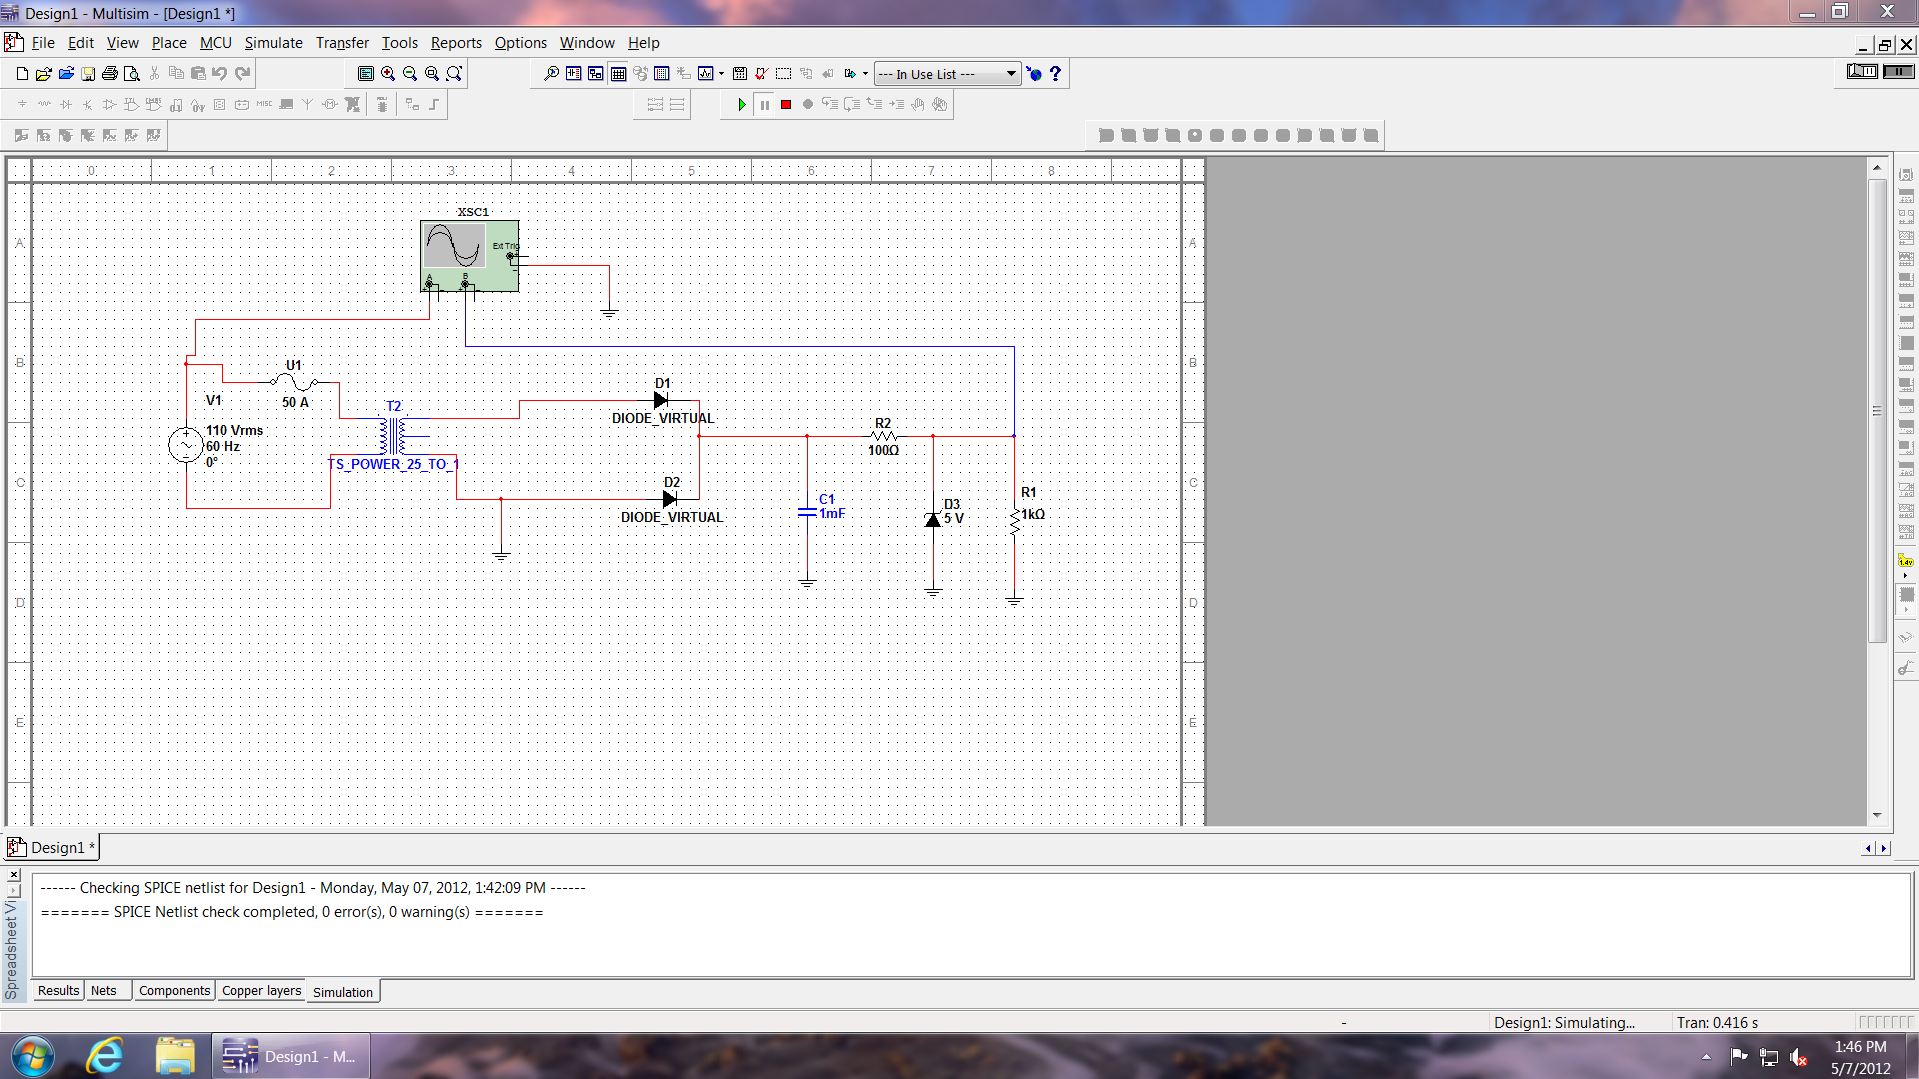 Design1 - Multisim - [Design1 *]
File Edit View Place MCU Simulate Transfer Tools Reports Options Window Help
--- In Use List ---
MISC
0 1 2 3 4 5 6 7 8
A
B
C
D
E
A
B
C
D
E
XSC1
Ext Trig
A
B
U1
50 A
V1
110 Vrms
60 Hz
0°
T2
TS_POWER_25_TO_1
D1
DIODE_VIRTUAL
D2
DIODE_VIRTUAL
R2
100Ω
C1
1mF
D3
5 V
R1
1kΩ
1.4v
Design1 *
Spreadsheet Vi
------ Checking SPICE netlist for Design1 - Monday, May 07, 2012, 1:42:09 PM ------
======= SPICE Netlist check completed, 0 error(s), 0 warning(s) =======
Results Nets Components Copper layers Simulation
- Design1: Simulating... Tran: 0.416 s
Design1 - M...
1:46 PM
5/7/2012